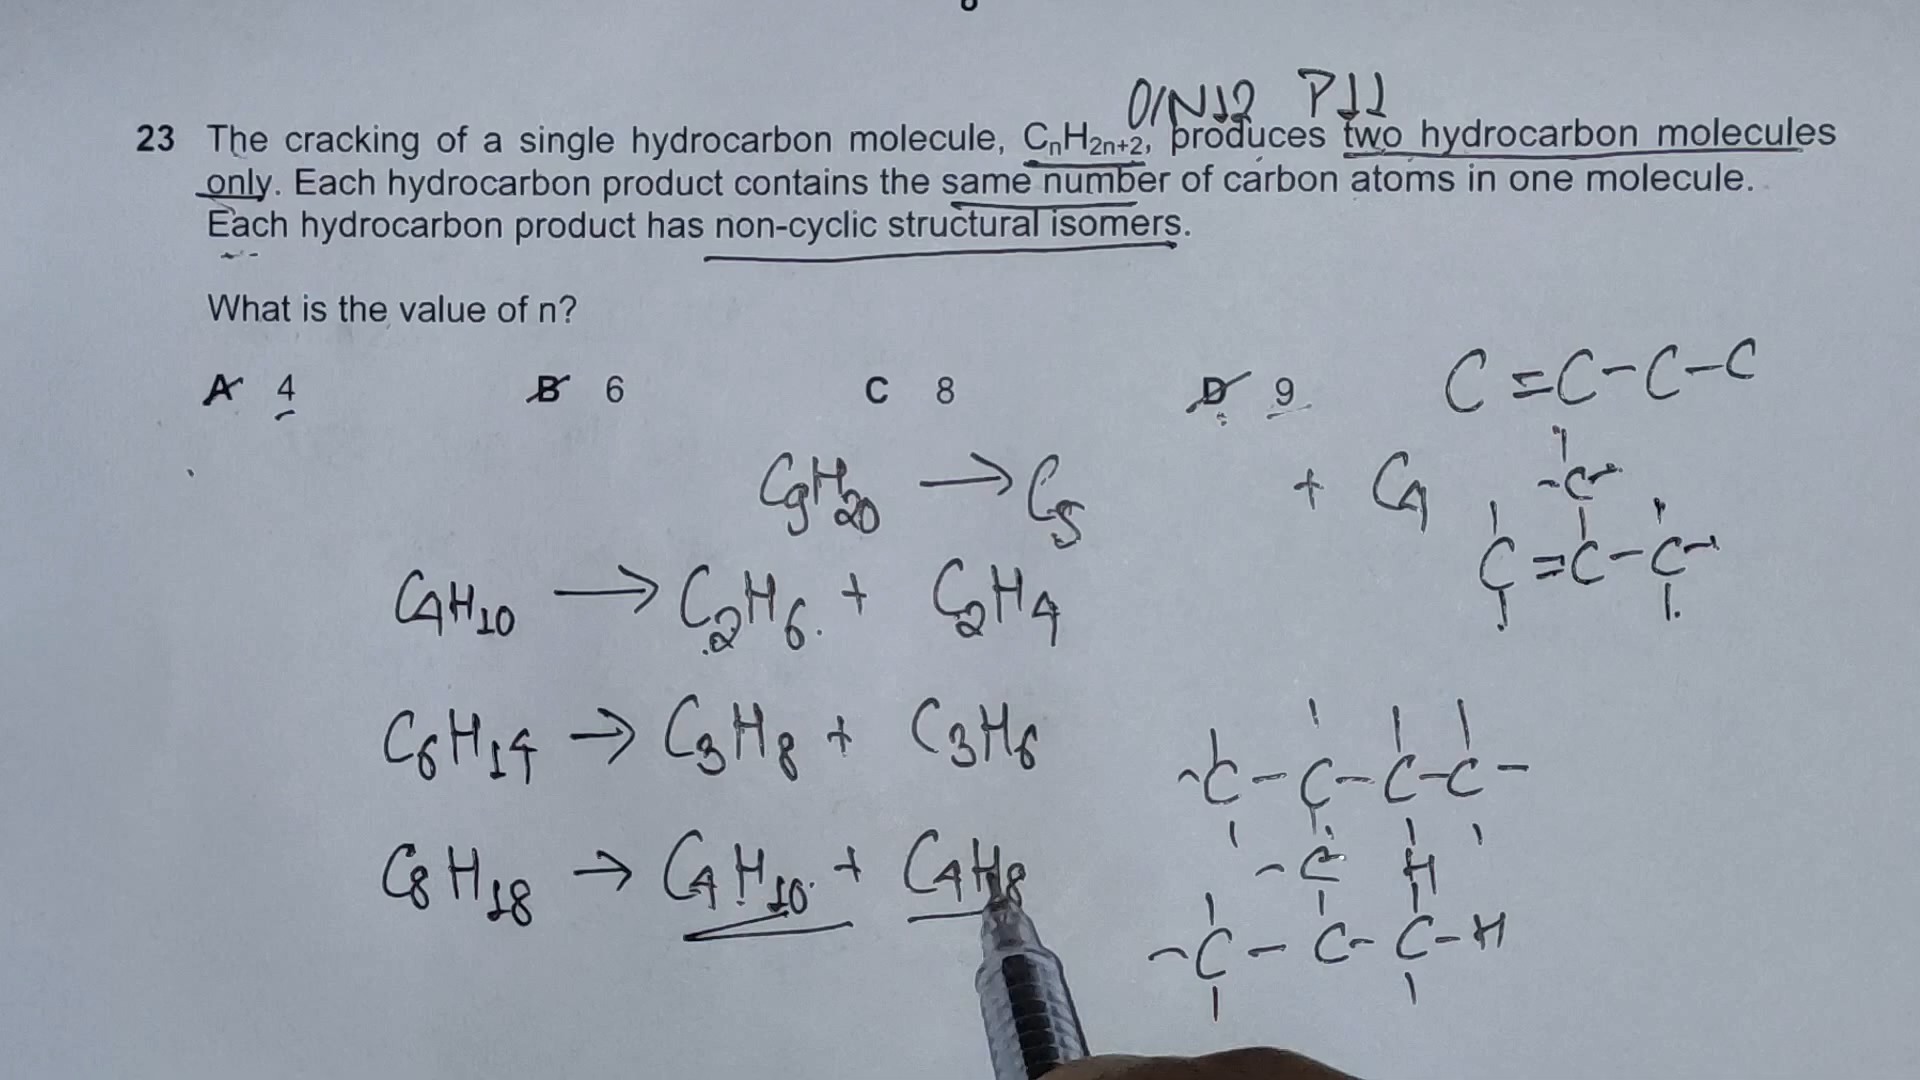 O/N12 P11
23 The cracking of a single hydrocarbon molecule, CnH2n+2, produces two hydrocarbon molecules
only. Each hydrocarbon product contains the same number of carbon atoms in one molecule.
Each hydrocarbon product has non-cyclic structural isomers.
What is the value of n?
A 4 B 6 C 8 D 9
C=C-C-C
C9H20 → C5 + C4
C
C=C-C
C4H10 → C2H6 + C2H4
C6H14 → C3H8 + C3H6
C-C-C-C
C8H18 → C4H10 + C4H8
C H
C-C-C-H